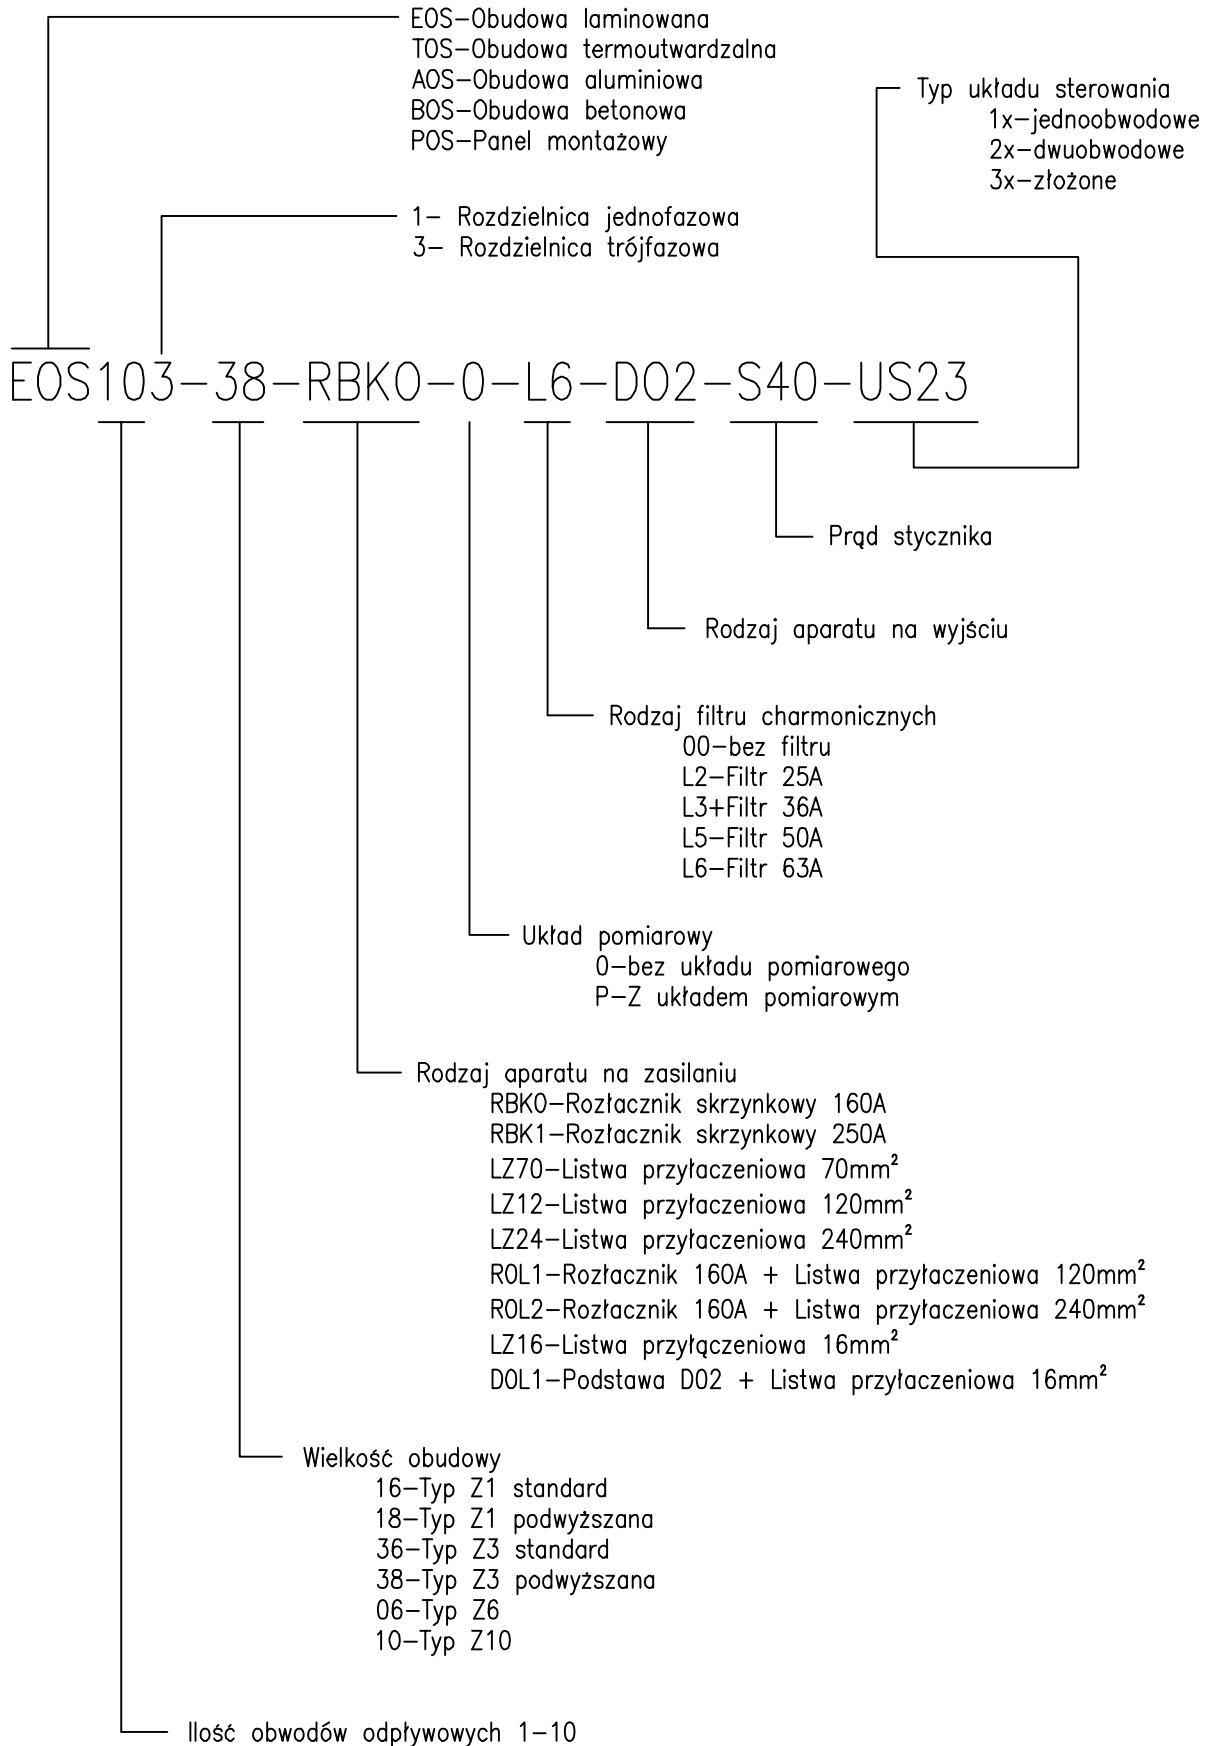 EOS-Obudowa laminowana
TOS-Obudowa termoutwardzalna
AOS-Obudowa aluminiowa
BOS-Obudowa betonowa
POS-Panel montażowy
Typ układu sterowania
1x-jednoobwodowe
2x-dwuobwodowe
3x-złożone
1- Rozdzielnica jednofazowa
3- Rozdzielnica trójfazowa
EOS103-38-RBK0-0-L6-D02-S40-US23
Prąd stycznika
Rodzaj aparatu na wyjściu
Rodzaj filtru charmonicznych
00-bez filtru
L2-Filtr 25A
L3+Filtr 36A
L5-Filtr 50A
L6-Filtr 63A
Układ pomiarowy
0-bez układu pomiarowego
P-Z układem pomiarowym
Rodzaj aparatu na zasilaniu
RBK0-Rozłacznik skrzynkowy 160A
RBK1-Rozłacznik skrzynkowy 250A
LZ70-Listwa przyłaczeniowa 70mm²
LZ12-Listwa przyłaczeniowa 120mm²
LZ24-Listwa przyłaczeniowa 240mm²
ROL1-Rozłacznik 160A + Listwa przyłaczeniowa 120mm²
ROL2-Rozłacznik 160A + Listwa przyłaczeniowa 240mm²
LZ16-Listwa przyłączeniowa 16mm²
DOL1-Podstawa D02 + Listwa przyłaczeniowa 16mm²
Wielkość obudowy
16-Typ Z1 standard
18-Typ Z1 podwyższana
36-Typ Z3 standard
38-Typ Z3 podwyższana
06-Typ Z6
10-Typ Z10
Ilość obwodów odpływowych 1-10